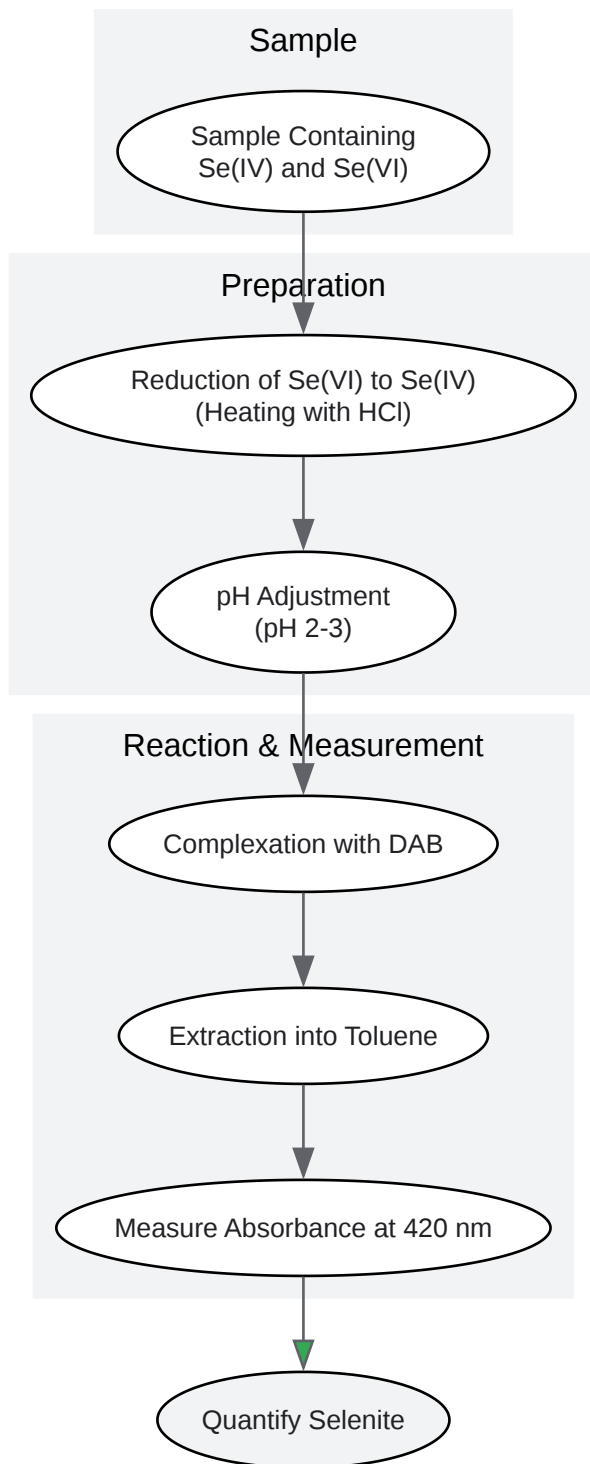 Sample
Sample Containing
Se(IV) and Se(VI)
Preparation
Reduction of Se(VI) to Se(IV)
(Heating with HCl)
pH Adjustment
(pH 2-3)
Reaction & Measurement
Complexation with DAB
Extraction into Toluene
Measure Absorbance at 420 nm
Quantify Selenite